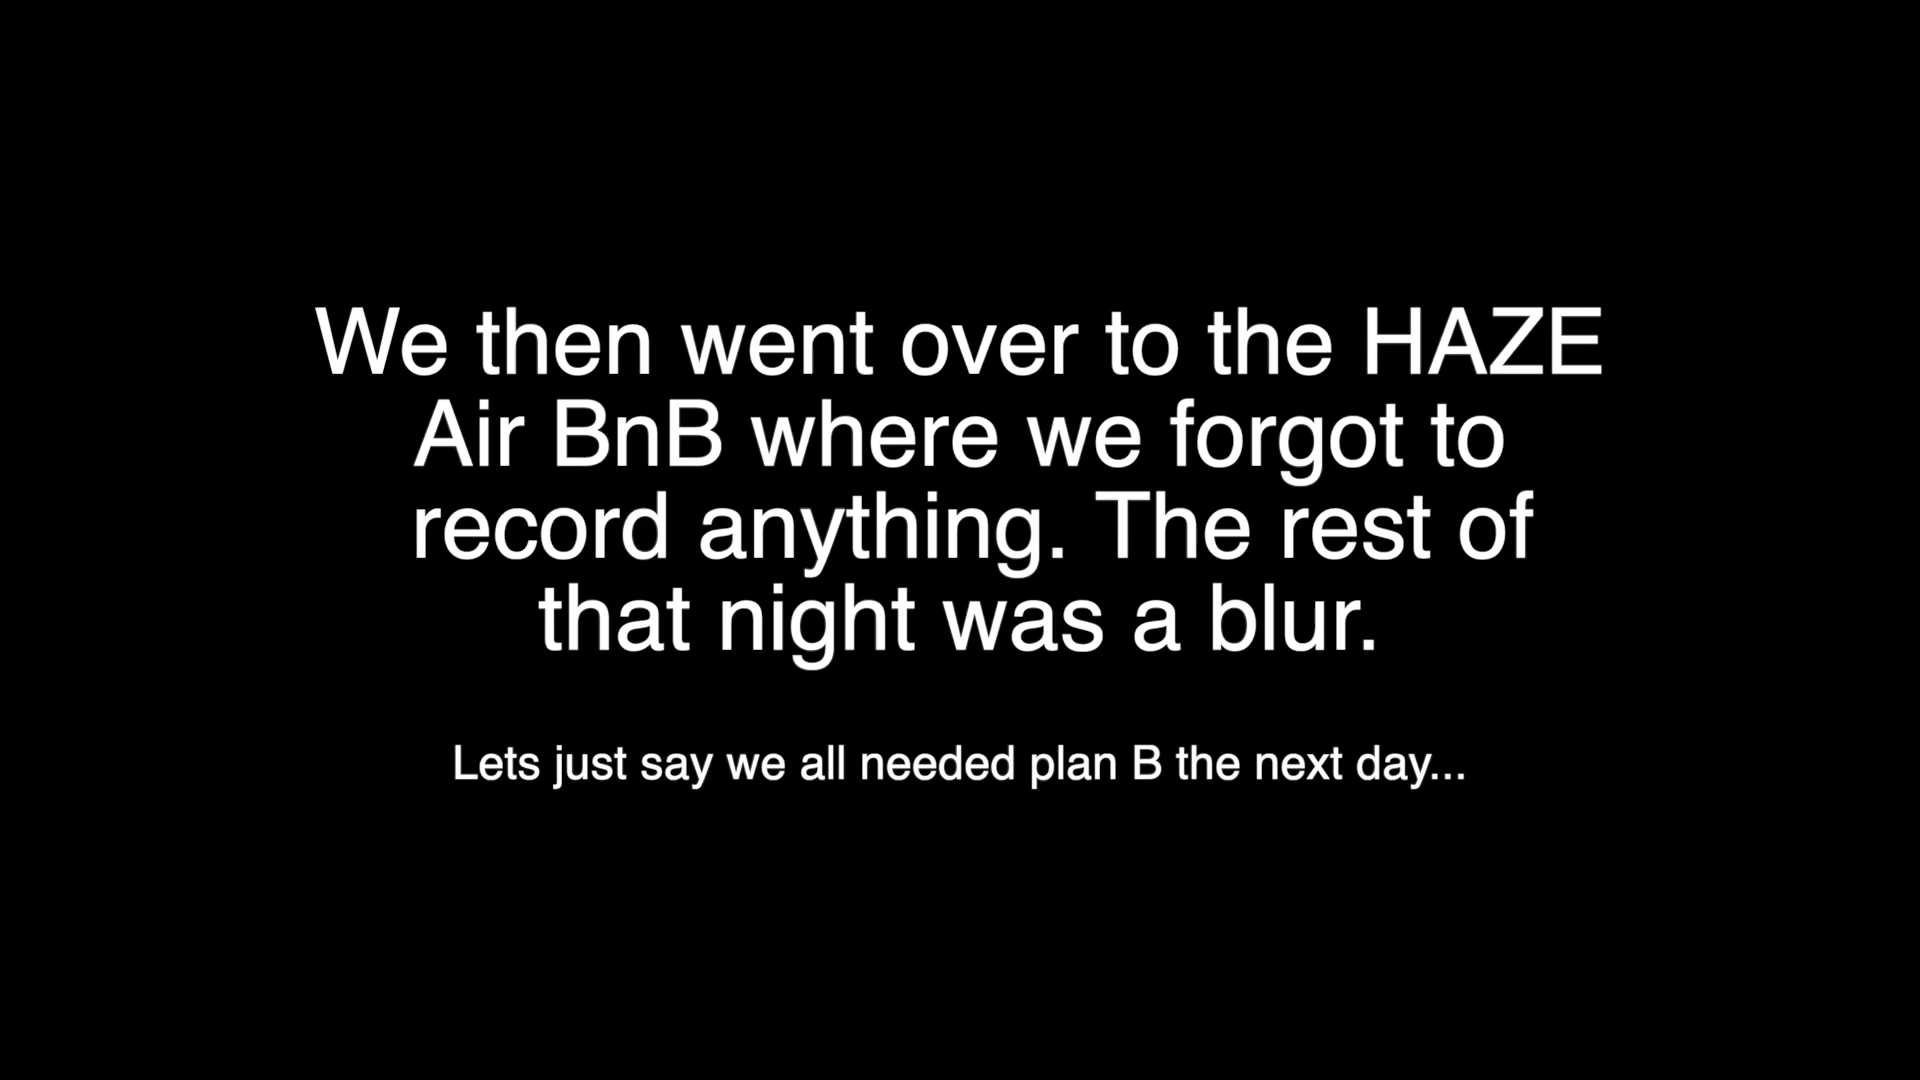 We then went over to the HAZE
Air BnB where we forgot to
record anything. The rest of
that night was a blur.
Lets just say we all needed plan B the next day...